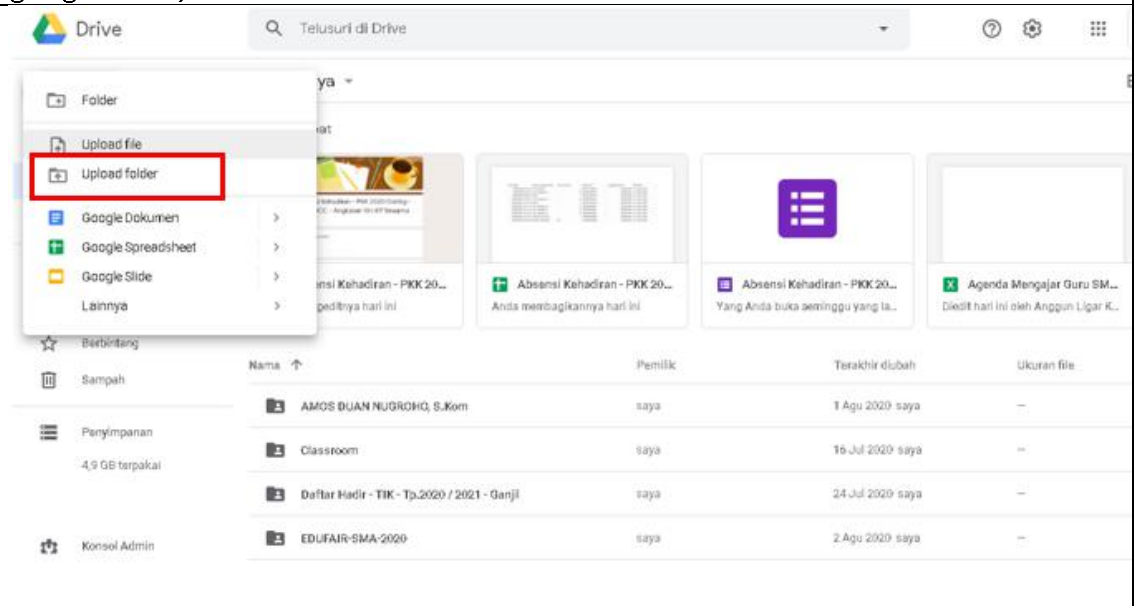 Drive
Telusuri di Drive
ya
Folder
Upload file
Upload folder
Google Dokumen
Google Spreadsheet
Google Slide
Lainnya
nsi Kehadiran - PKK 20...
peditnya hari ini
Absensi Kehadiran - PKK 20...
Anda membagikannya hari ini
Absensi Kehadiran - PKK 20...
Yang Anda buka seminggu yang la...
Agenda Mengajar Guru SM...
Diedit hari ini oleh Anggun Ligar K...
Berbintang
Sampah
Penyimpanan
4,9 GB terpakai
Konsol Admin
Nama Pemilik Terakhir diubah Ukuran file
AMOS DUAN NUGROHO, S.Kom saya 1 Agu 2020 saya —
Classroom saya 16 Jul 2020 saya —
Daftar Hadir - TIK - Tp.2020 / 2021 - Ganjil saya 24 Jul 2020 saya —
EDUFAIR-SMA-2020 saya 2 Agu 2020 saya —